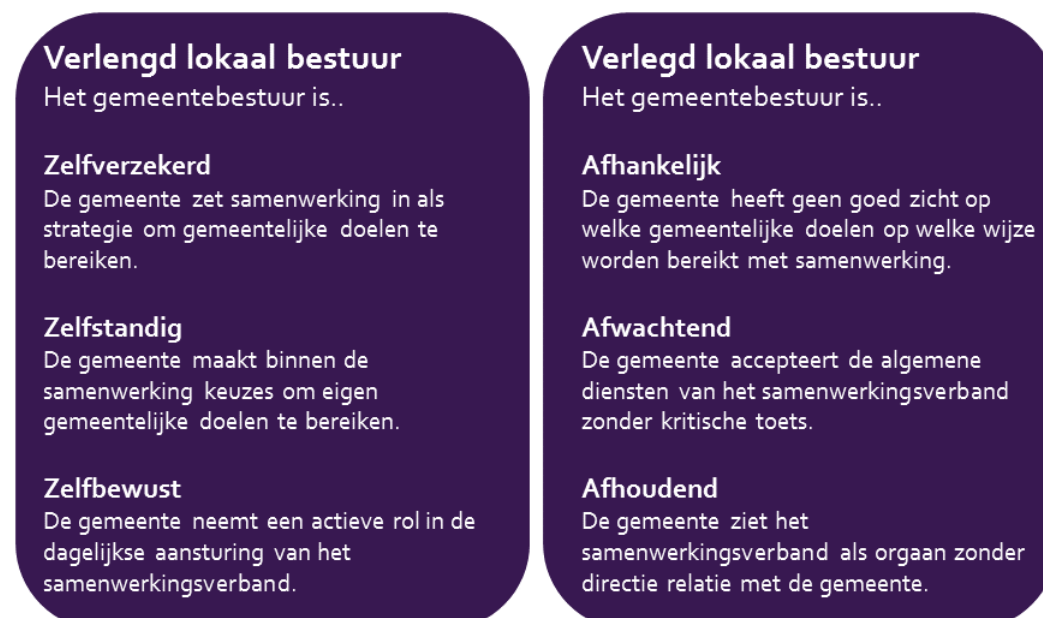 Verlengd lokaal bestuur
Het gemeentebestuur is..
Zelfverzekerd
De gemeente zet samenwerking in als
strategie om gemeentelijke doelen te
bereiken.
Zelfstandig
De gemeente maakt binnen de
samenwerking keuzes om eigen
gemeentelijke doelen te bereiken.
Zelfbewust
De gemeente neemt een actieve rol in de
dagelijkse aansturing van het
samenwerkingsverband.
Verlegd lokaal bestuur
Het gemeentebestuur is..
Afhankelijk
De gemeente heeft geen goed zicht op
welke gemeentelijke doelen op welke wijze
worden bereikt met samenwerking.
Afwachtend
De gemeente accepteert de algemene
diensten van het samenwerkingsverband
zonder kritische toets.
Afhoudend
De gemeente ziet het
samenwerkingsverband als orgaan zonder
directie relatie met de gemeente.